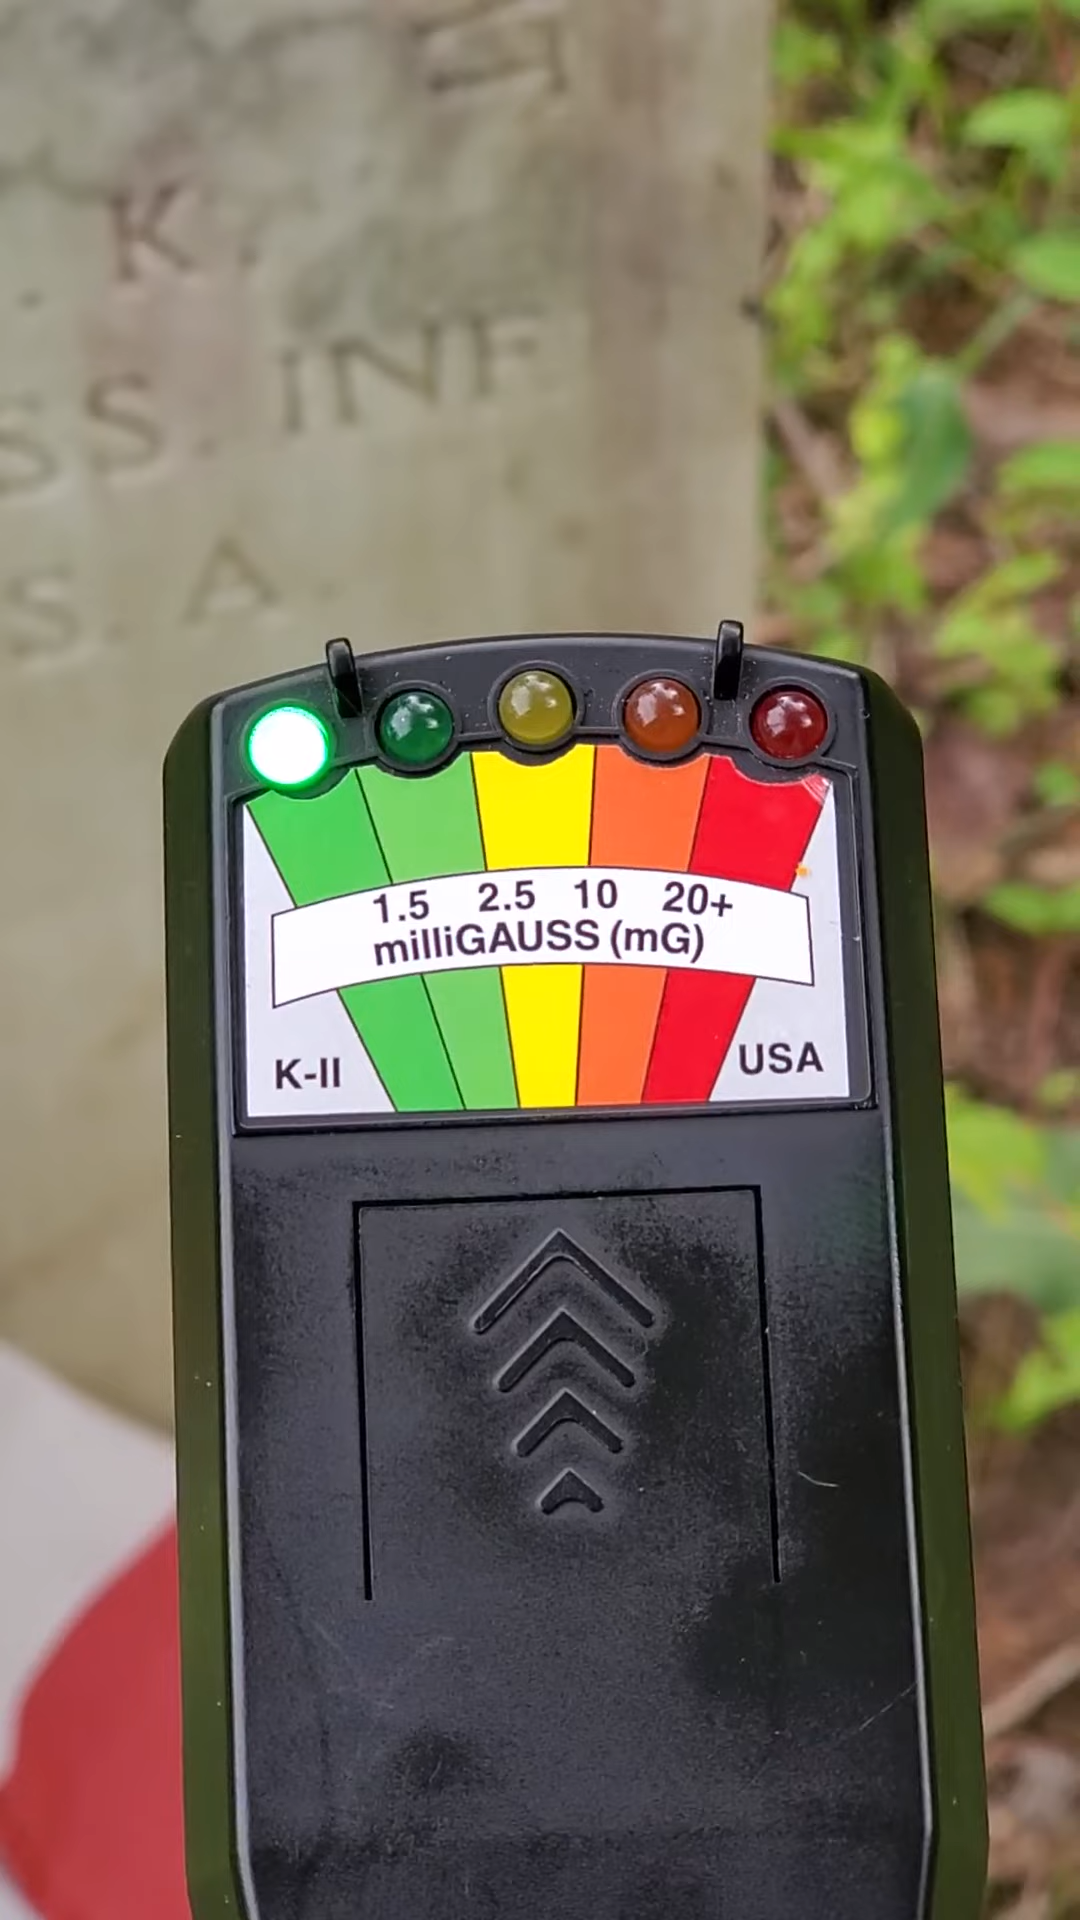 K.
SS. INF
S. A.
1.5 2.5 10 20+
milliGAUSS (mG)
K-II
USA